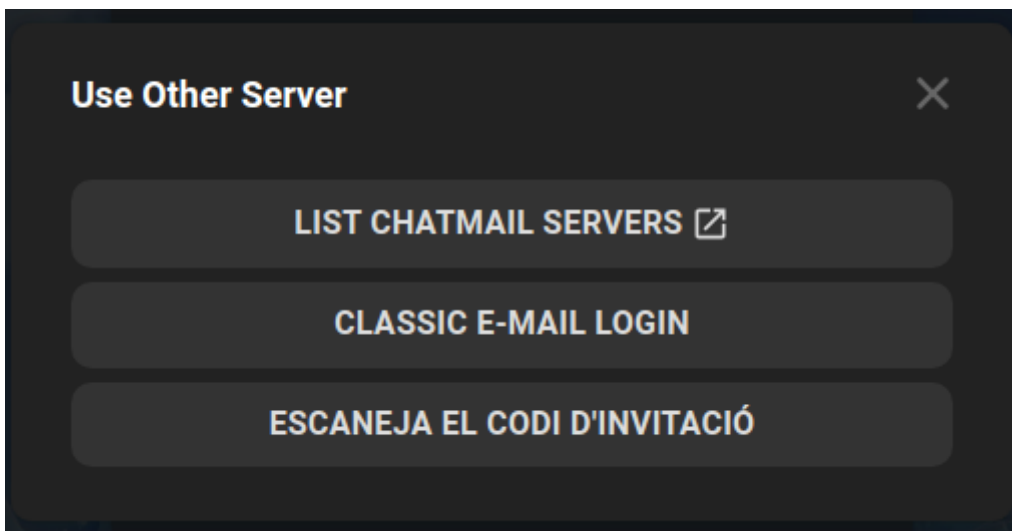 Use Other Server
LIST CHATMAIL SERVERS
CLASSIC E-MAIL LOGIN
ESCANEJA EL CODI D'INVITACIÓ